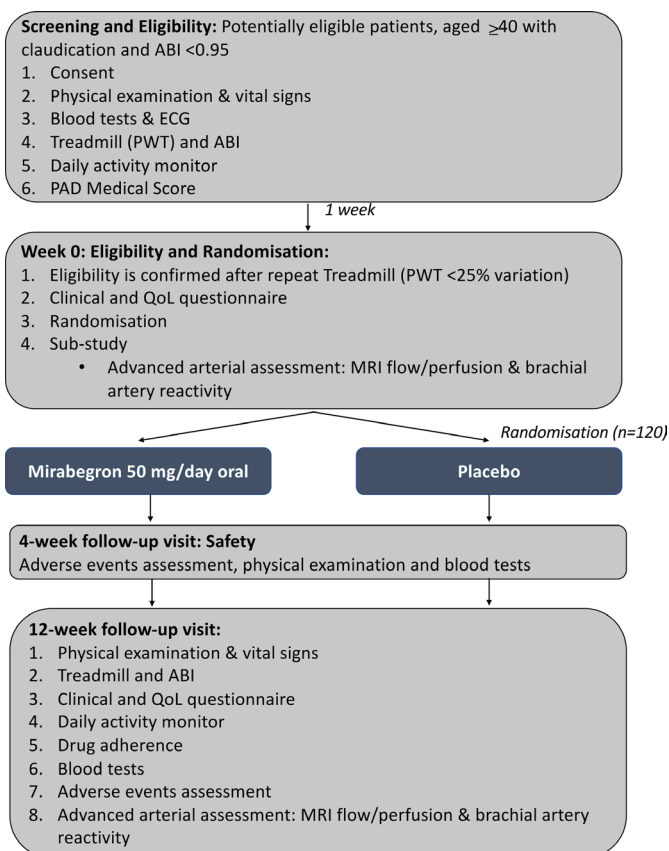 Screening and Eligibility: Potentially eligible patients, aged ≥40 with
claudication and ABI <0.95
1. Consent
2. Physical examination & vital signs
3. Blood tests & ECG
4. Treadmill (PWT) and ABI
5. Daily activity monitor
6. PAD Medical Score
1 week
Week 0: Eligibility and Randomisation:
1. Eligibility is confirmed after repeat Treadmill (PWT <25% variation)
2. Clinical and QoL questionnaire
3. Randomisation
4. Sub-study
• Advanced arterial assessment: MRI flow/perfusion & brachial
artery reactivity
Randomisation (n=120)
Mirabegron 50 mg/day oral
Placebo
4-week follow-up visit: Safety
Adverse events assessment, physical examination and blood tests
12-week follow-up visit:
1. Physical examination & vital signs
2. Treadmill and ABI
3. Clinical and QoL questionnaire
4. Daily activity monitor
5. Drug adherence
6. Blood tests
7. Adverse events assessment
8. Advanced arterial assessment: MRI flow/perfusion & brachial artery
reactivity